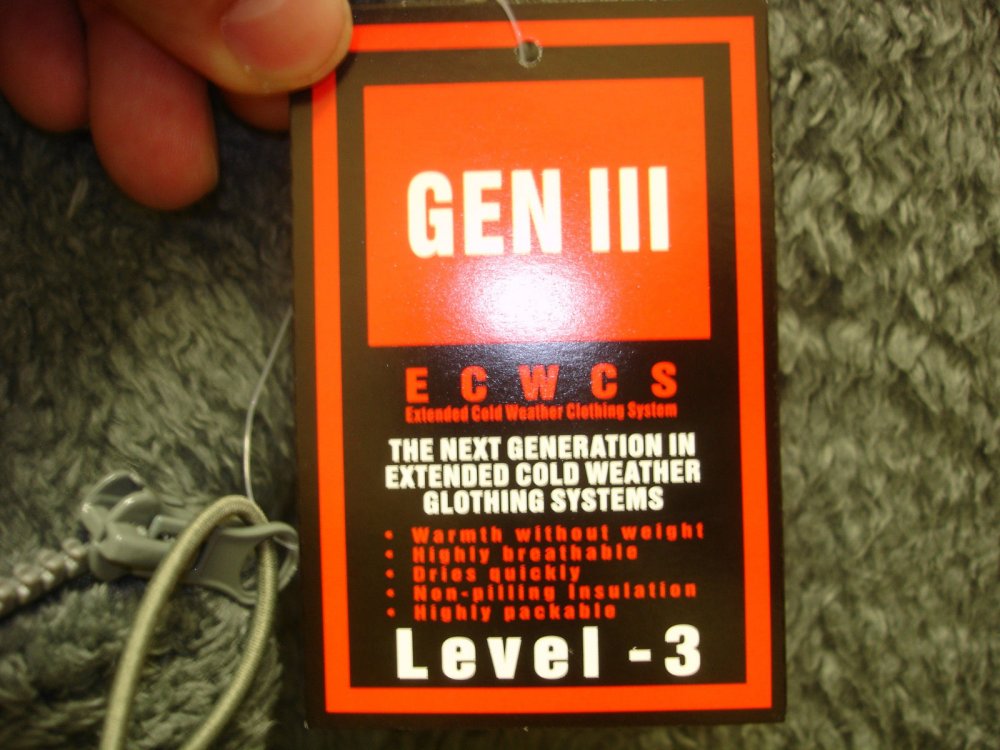 GEN III
E C W C S
Extended Cold Weather Clothing System
THE NEXT GENERATION IN
EXTENDED COLD WEATHER
GLOTHING SYSTEMS
• Warmth without weight
• Highly breathable
• Dries quickly
• Non-pilling Insulation
• Highly packable
Level -3